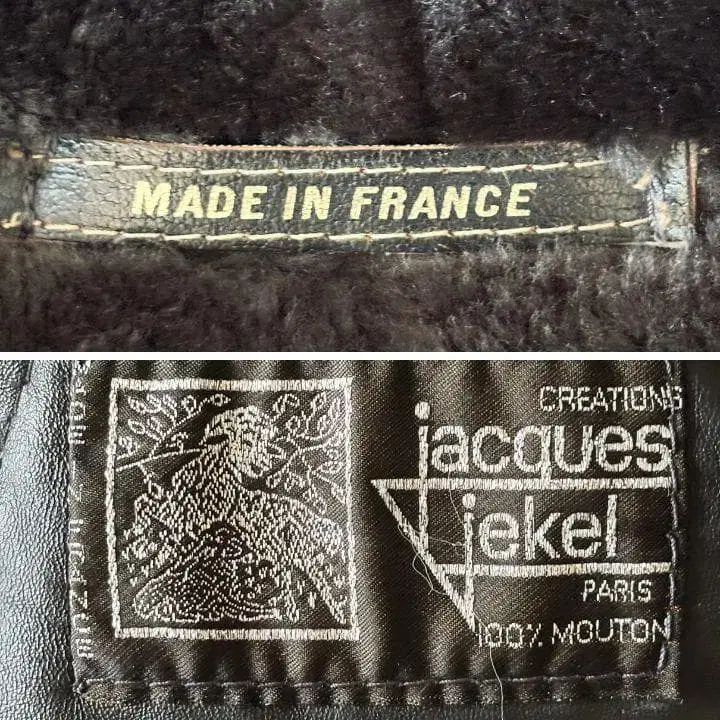 MADE IN FRANCE
CREATIONS
jacques
jekel
PARIS
100% MOUTON